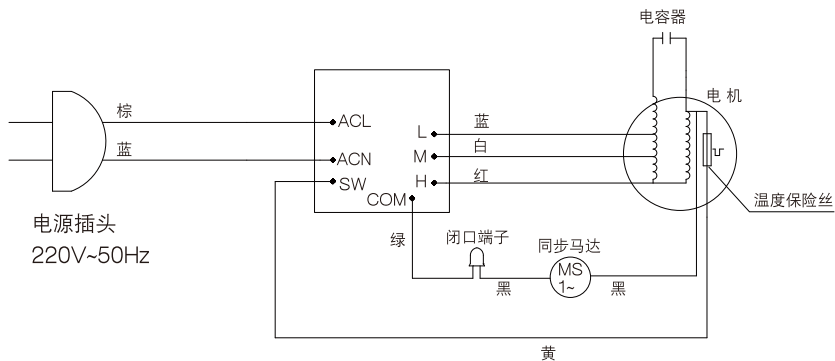 电容器
电机
棕
ACL
蓝
L
蓝
白
ACN
M
SW
H
红
COM
温度保险丝
电源插头
220V~50Hz
绿
闭口端子
同步马达
MS
1~
黑
黑
黄